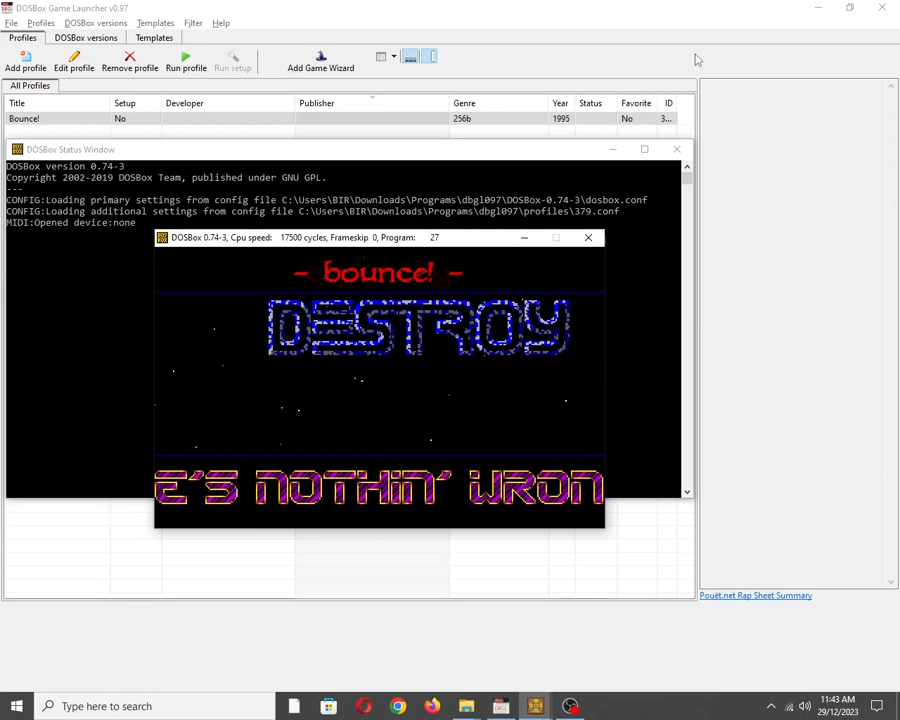 DOSBox Game Launcher v0.97
File Profiles DOSBox versions Templates Filter Help
Profiles DOSBox versions Templates
Add profile Edit profile Remove profile Run profile Run setup Add Game Wizard
All Profiles
Title Setup Developer Publisher Genre Year Status Favorite ID
Bounce! No 256b 1995 No 3...
DOSBox Status Window
DOSBox version 0.74-3
Copyright 2002-2019 DOSBox Team, published under GNU GPL.
---
CONFIG:Loading primary settings from config file C:\Users\BIR\Downloads\Programs\dbgl097\DOSBox-0.74-3\dosbox.conf
CONFIG:Loading additional settings from config file C:\Users\BIR\Downloads\Programs\dbgl097\profiles\379.conf
MIDI:Opened device:none
DOSBox 0.74-3, Cpu speed: 17500 cycles, Frameskip 0, Program: 27
- bounce! -
DESTROY
E'S NOTHIN' WRON
Pouët.net Rap Sheet Summary
Type here to search
11:43 AM
29/12/2023